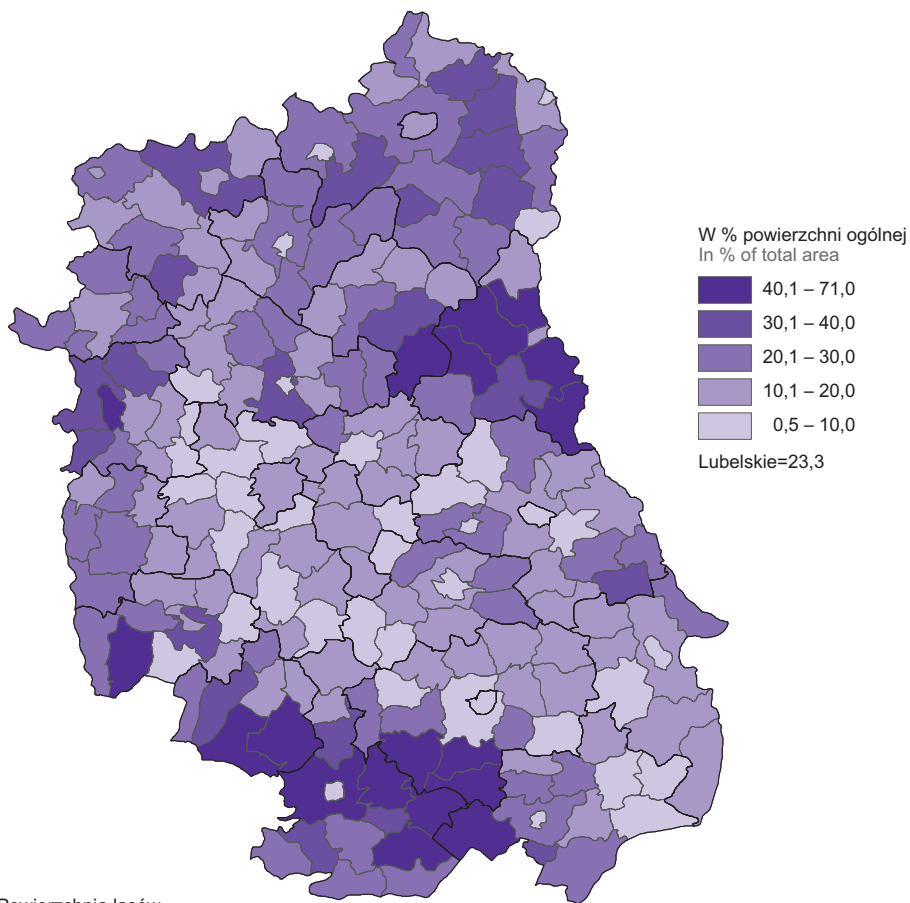 W % powierzchni ogólnej
In % of total area
40,1 – 71,0
30,1 – 40,0
20,1 – 30,0
10,1 – 20,0
0,5 – 10,0
Lubelskie=23,3